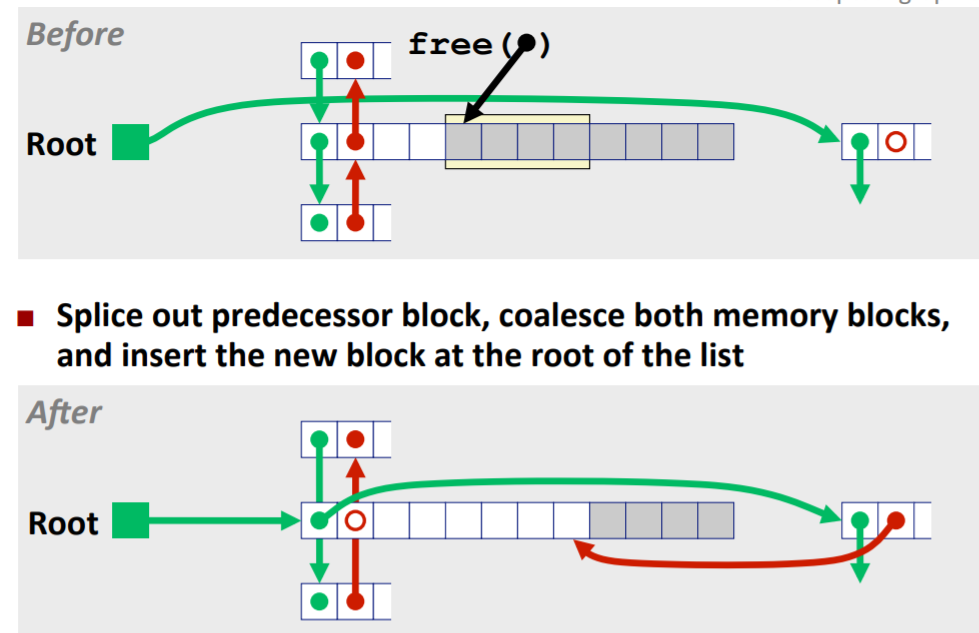 Before
free( )
Root
Splice out predecessor block, coalesce both memory blocks,
and insert the new block at the root of the list
After
Root